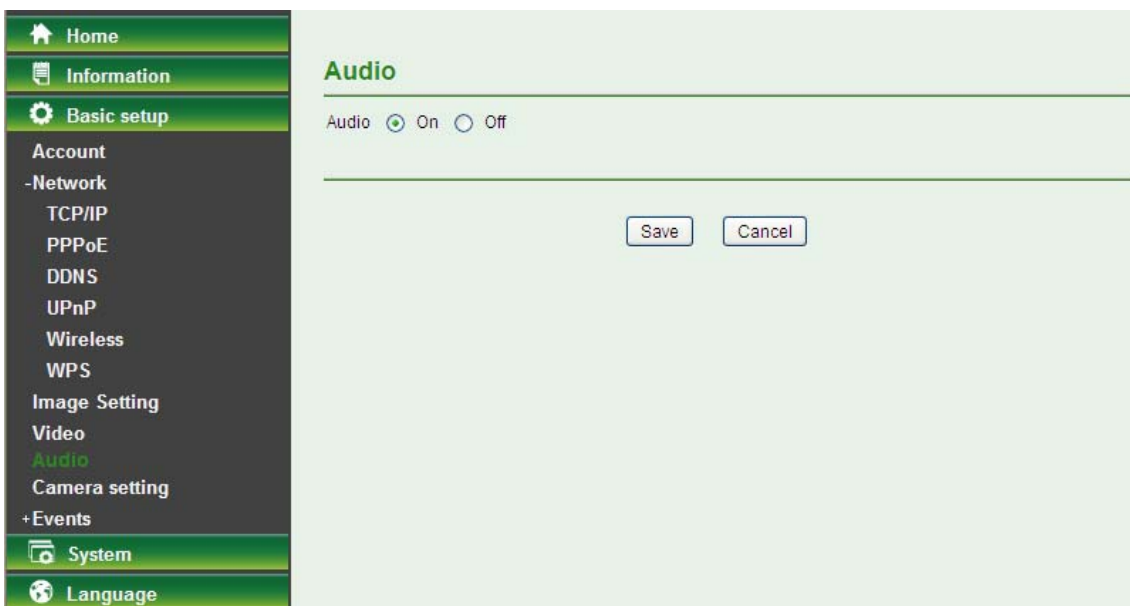 Home
Information
Basic setup
Account
-Network
TCP/IP
PPPoE
DDNS
UPnP
Wireless
WPS
Image Setting
Video
Audio
Camera setting
+Events
System
Language
Audio
Audio On Off
Save Cancel